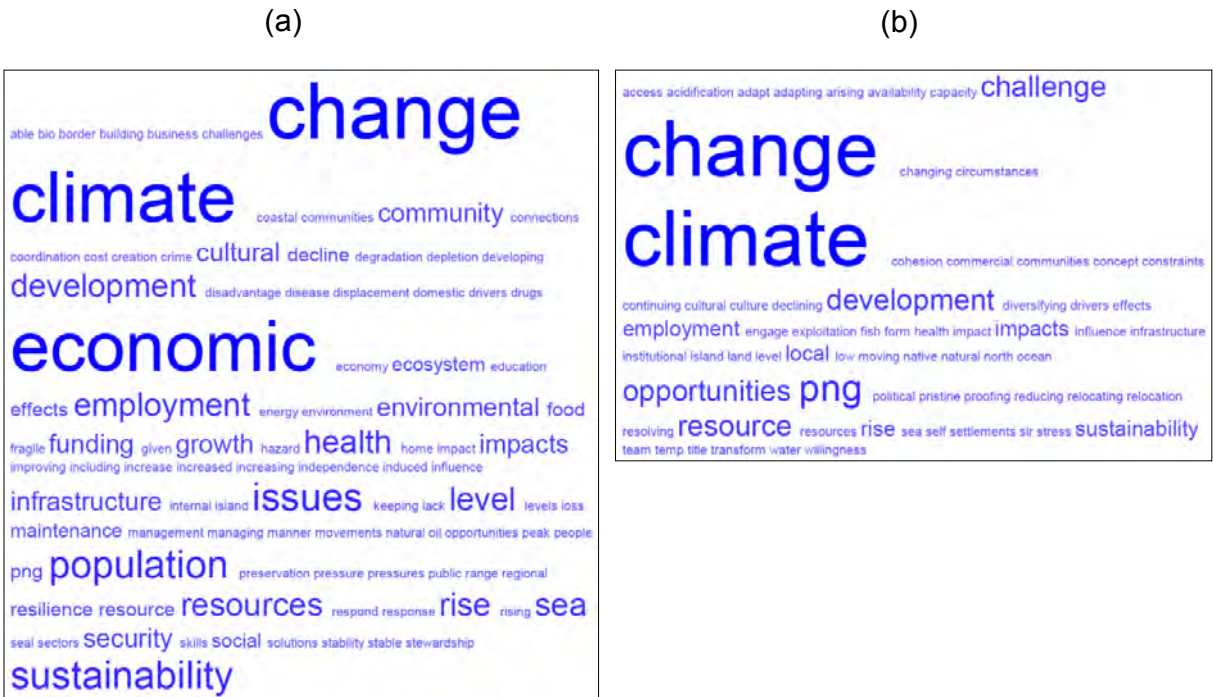 (a)
able bio border building business challenges change
climate coastal communities community connections
coordination cost creation crime cultural decline degradation depletion developing
development disadvantage disease displacement domestic drivers drugs
economic economy ecosystem education
effects employment energy environment environmental food
fragile funding given growth hazard health home impact impacts
improving including increase increased increasing independence induced influence
infrastructure internal island issues keeping lack level levels loss
maintenance management managing manner movements natural oil opportunities peak people
png population preservation pressure pressures public range regional
resilience resource resources respond response rise rising sea
seal sectors security skills social solutions stability stable stewardship
sustainability
(b)
access acidification adapt adapting arising availability capacity challenge
change changing circumstances
climate cohesion commercial communities concept constraints
continuing cultural culture declining development diversifying drivers effects
employment engage exploitation fish form health impact impacts influence infrastructure
institutional island land level local low moving native natural north ocean
opportunities png political pristine proofing reducing relocating relocation
resolving resource resources rise sea self settlements sir stress sustainability
team temp title transform water willingness